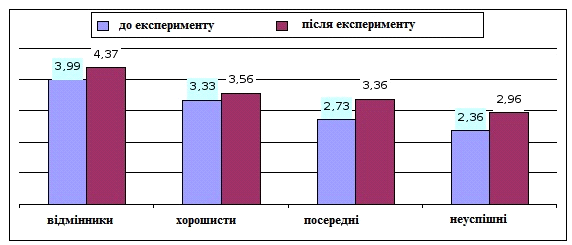 до експерименту після експерименту
3,99 4,37 3,33 3,56 2,73 3,36 2,36 2,96
відмінники хорошисти посередні неуспішні